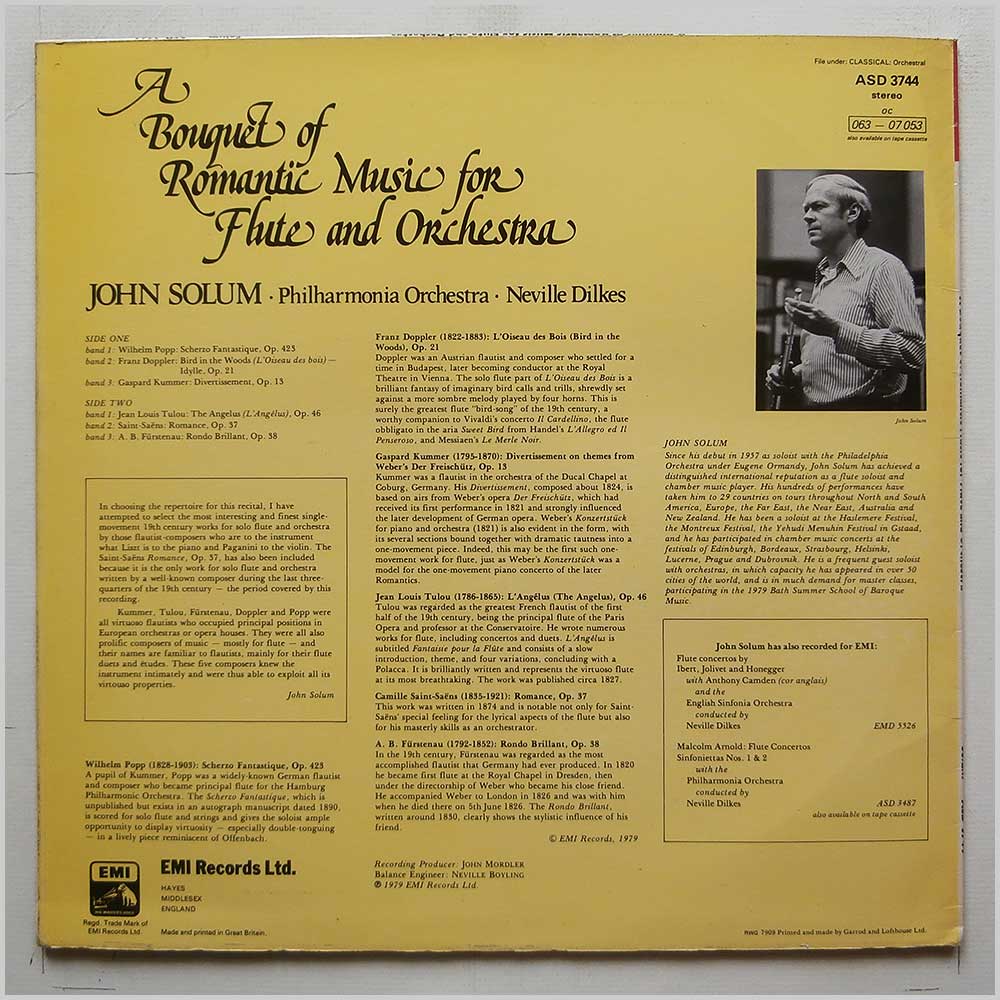 File under: CLASSICAL: Orchestral
ASD 3744
stereo
OC
063 — 07 053
also available on tape cassette
A
Bouquet of
Romantic Music for
Flute and Orchestra
JOHN SOLUM · Philharmonia Orchestra · Neville Dilkes
SIDE ONE
band 1: Wilhelm Popp: Scherzo Fantastique, Op. 423
band 2: Franz Doppler: Bird in the Woods (L'Oiseau des bois) —
Idylle, Op. 21
band 3: Gaspard Kummer: Divertissement, Op. 13
SIDE TWO
band 1: Jean Louis Tulou: The Angelus (L'Angélus), Op. 46
band 2: Saint-Saëns: Romance, Op. 37
band 3: A. B. Fürstenau: Rondo Brillant, Op. 38
In choosing the repertoire for this recital, I have
attempted to select the most interesting and finest single-
movement 19th century works for solo flute and orchestra
by those flautist-composers who are to the instrument
what Liszt is to the piano and Paganini to the violin. The
Saint-Saëns Romance, Op. 37, has also been included
because it is the only work for solo flute and orchestra
written by a well-known composer during the last three-
quarters of the 19th century — the period covered by this
recording.
Kummer, Tulou, Fürstenau, Doppler and Popp were
all virtuoso flautists who occupied principal positions in
European orchestras or opera houses. They were all also
prolific composers of music — mostly for flute — and
their names are familiar to flautists, mainly for their flute
duets and études. These five composers knew the
instrument intimately and were thus able to exploit all its
virtuoso properties.
John Solum
Wilhelm Popp (1828-1903): Scherzo Fantastique, Op. 423
A pupil of Kummer, Popp was a widely-known German flautist
and composer who became principal flute for the Hamburg
Philharmonic Orchestra. The Scherzo Fantastique, which is
unpublished but exists in an autograph manuscript dated 1890,
is scored for solo flute and strings and gives the soloist ample
opportunity to display virtuosity — especially double-tonguing
— in a lively piece reminiscent of Offenbach.
Franz Doppler (1822-1883): L'Oiseau des Bois (Bird in the
Woods), Op. 21
Doppler was an Austrian flautist and composer who settled for a
time in Budapest, later becoming conductor at the Royal
Theatre in Vienna. The solo flute part of L'Oiseau des Bois is a
brilliant fantasy of imaginary bird calls and trills, shrewdly set
against a more sombre melody played by four horns. This is
surely the greatest flute "bird-song" of the 19th century, a
worthy companion to Vivaldi's concerto Il Cardellino, the flute
obbligato in the aria Sweet Bird from Handel's L'Allegro ed Il
Penseroso, and Messiaen's Le Merle Noir.
Gaspard Kummer (1795-1870): Divertissement on themes from
Weber's Der Freischütz, Op. 13
Kummer was a flautist in the orchestra of the Ducal Chapel at
Coburg, Germany. His Divertissement, composed about 1824, is
based on airs from Weber's opera Der Freischütz, which had
received its first performance in 1821 and strongly influenced
the later development of German opera. Weber's Konzertstück
for piano and orchestra (1821) is also evident in the form, with
its several sections bound together with dramatic tautness into a
one-movement piece. Indeed, this may be the first such one-
movement work for flute, just as Weber's Konzertstück was a
model for the one-movement piano concerto of the later
Romantics.
Jean Louis Tulou (1786-1865): L'Angélus (The Angelus), Op. 46
Tulou was regarded as the greatest French flautist of the first
half of the 19th century, being the principal flute of the Paris
Opera and professor at the Conservatoire. He wrote numerous
works for flute, including concertos and duets. L'Angélus is
subtitled Fantaisie pour la Flûte and consists of a slow
introduction, theme, and four variations, concluding with a
Polacca. It is brilliantly written and represents the virtuoso flute
at its most breathtaking. The work was published circa 1827.
Camille Saint-Saëns (1835-1921): Romance, Op. 37
This work was written in 1874 and is notable not only for Saint-
Saëns' special feeling for the lyrical aspects of the flute but also
for his masterly skills as an orchestrator.
A. B. Fürstenau (1792-1852): Rondo Brillant, Op. 38
In the 19th century, Fürstenau was regarded as the most
accomplished flautist that Germany had ever produced. In 1820
he became first flute at the Royal Chapel in Dresden, then
under the directorship of Weber who became his close friend.
He accompanied Weber to London in 1826 and was with him
when he died there on 5th June 1826. The Rondo Brillant,
written around 1830, clearly shows the stylistic influence of his
friend.
© EMI Records, 1979
John Solum
JOHN SOLUM
Since his debut in 1957 as soloist with the Philadelphia
Orchestra under Eugene Ormandy, John Solum has achieved a
distinguished international reputation as a flute soloist and
chamber music player. His hundreds of performances have
taken him to 29 countries on tours throughout North and South
America, Europe, the Far East, the Near East, Australia and
New Zealand. He has been a soloist at the Haslemere Festival,
the Montreux Festival, the Yehudi Menuhin Festival in Gstaad,
and he has participated in chamber music concerts at the
festivals of Edinburgh, Bordeaux, Strasbourg, Helsinki,
Lucerne, Prague and Dubrovnik. He is a frequent guest soloist
with orchestras, in which capacity he has appeared in over 50
cities of the world, and is in much demand for master classes,
participating in the 1979 Bath Summer School of Baroque
Music.
John Solum has also recorded for EMI:
Flute concertos by
Ibert, Jolivet and Honegger
with Anthony Camden (cor anglais)
and the
English Sinfonia Orchestra
conducted by
Neville Dilkes EMD 5526
Malcolm Arnold: Flute Concertos
Sinfoniettas Nos. 1 & 2
with the
Philharmonia Orchestra
conducted by
Neville Dilkes ASD 3487
also available on tape cassette
EMI
HIS MASTER'S VOICE
Regd. Trade Mark of
EMI Records Ltd.
EMI Records Ltd.
HAYES
MIDDLESEX
ENGLAND
Made and printed in Great Britain.
Recording Producer: JOHN MORDLER
Balance Engineer: NEVILLE BOYLING
℗ 1979 EMI Records Ltd.
RWG 7909 Printed and made by Garrod and Lofthouse Ltd.